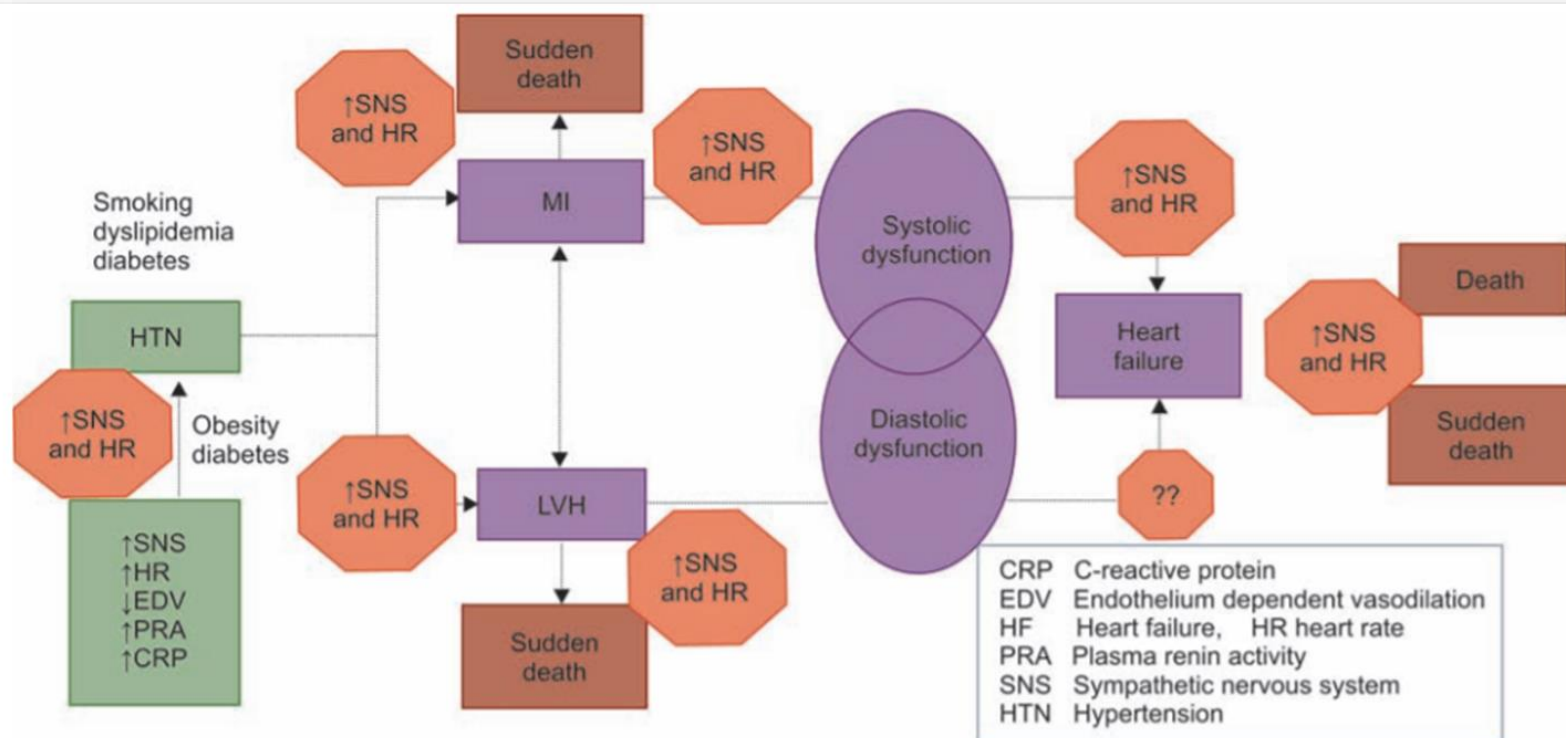 Sudden
death
↑SNS
and HR
↑SNS
and HR
MI
Systolic
dysfunction
↑SNS
and HR
Smoking
dyslipidemia
diabetes
HTN
Heart
failure
↑SNS
and HR
Death
Sudden
death
↑SNS
and HR
Obesity
diabetes
↑SNS
and HR
LVH
Diastolic
dysfunction
??
↑SNS
↑HR
↓EDV
↑PRA
↑CRP
↑SNS
and HR
Sudden
death
CRP C-reactive protein
EDV Endothelium dependent vasodilation
HF Heart failure, HR heart rate
PRA Plasma renin activity
SNS Sympathetic nervous system
HTN Hypertension